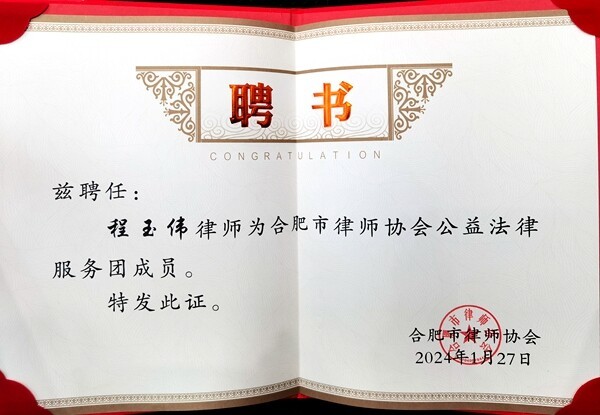 聘书
CONGRATULATION
兹聘任：
程玉伟律师为合肥市律师协会公益法律
服务团成员。
特发此证。
合肥市律师协会
2024年1月27日